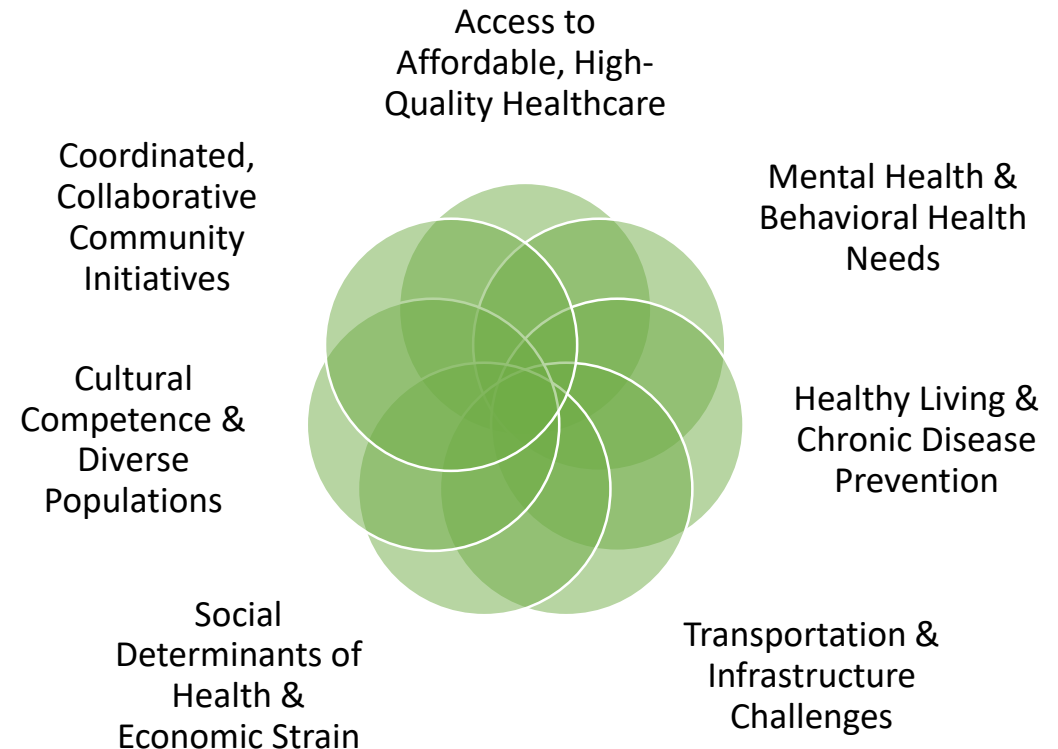 Access to
Affordable, High-
Quality Healthcare
Mental Health &
Behavioral Health
Needs
Healthy Living &
Chronic Disease
Prevention
Transportation &
Infrastructure
Challenges
Social
Determinants of
Health &
Economic Strain
Cultural
Competence &
Diverse
Populations
Coordinated,
Collaborative
Community
Initiatives